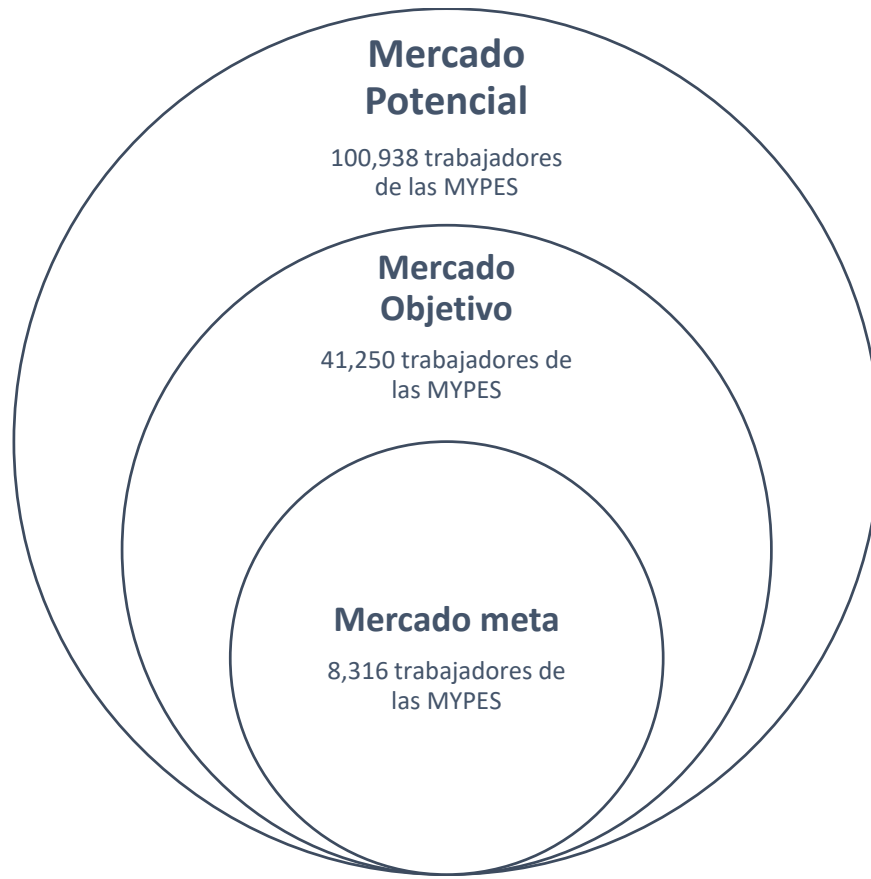 Mercado
Potencial
100,938 trabajadores
de las MYPES
Mercado
Objetivo
41,250 trabajadores de
las MYPES
Mercado meta
8,316 trabajadores de
las MYPES